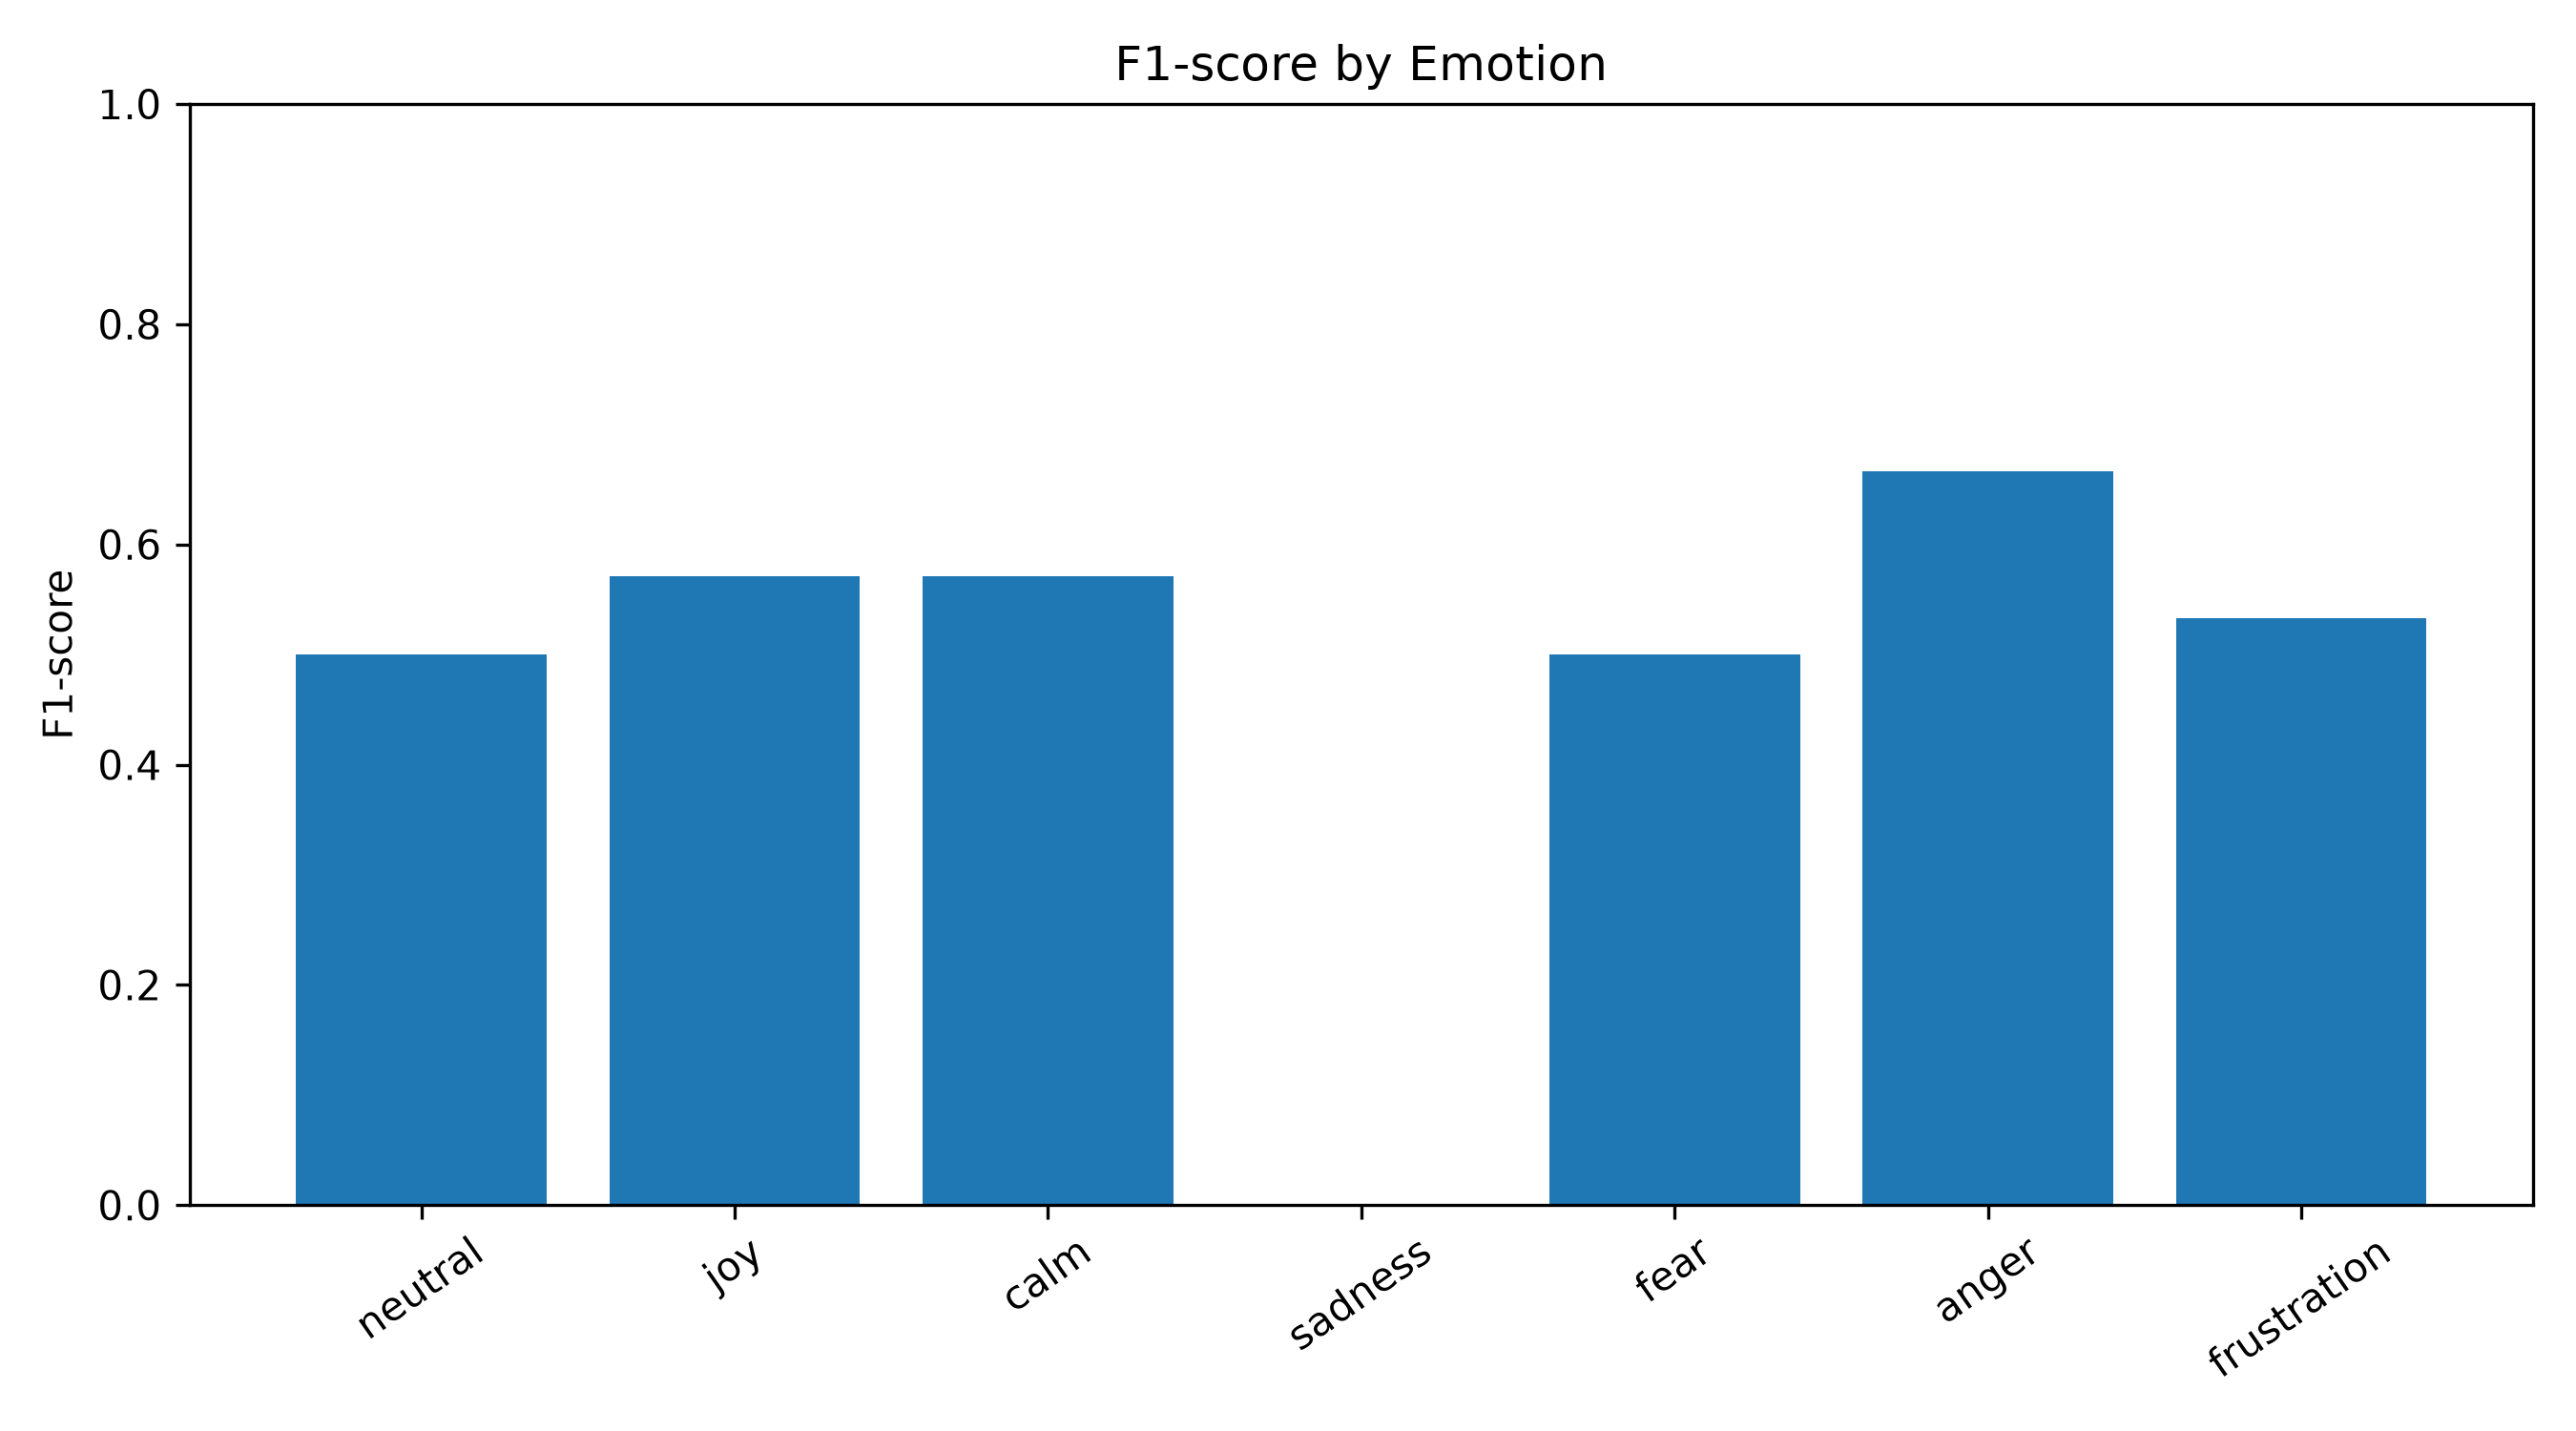 F1-score by Emotion
1.0
0.8
0.6
0.4
0.2
0.0
F1-score
neutral
joy
calm
sadness
fear
anger
frustration